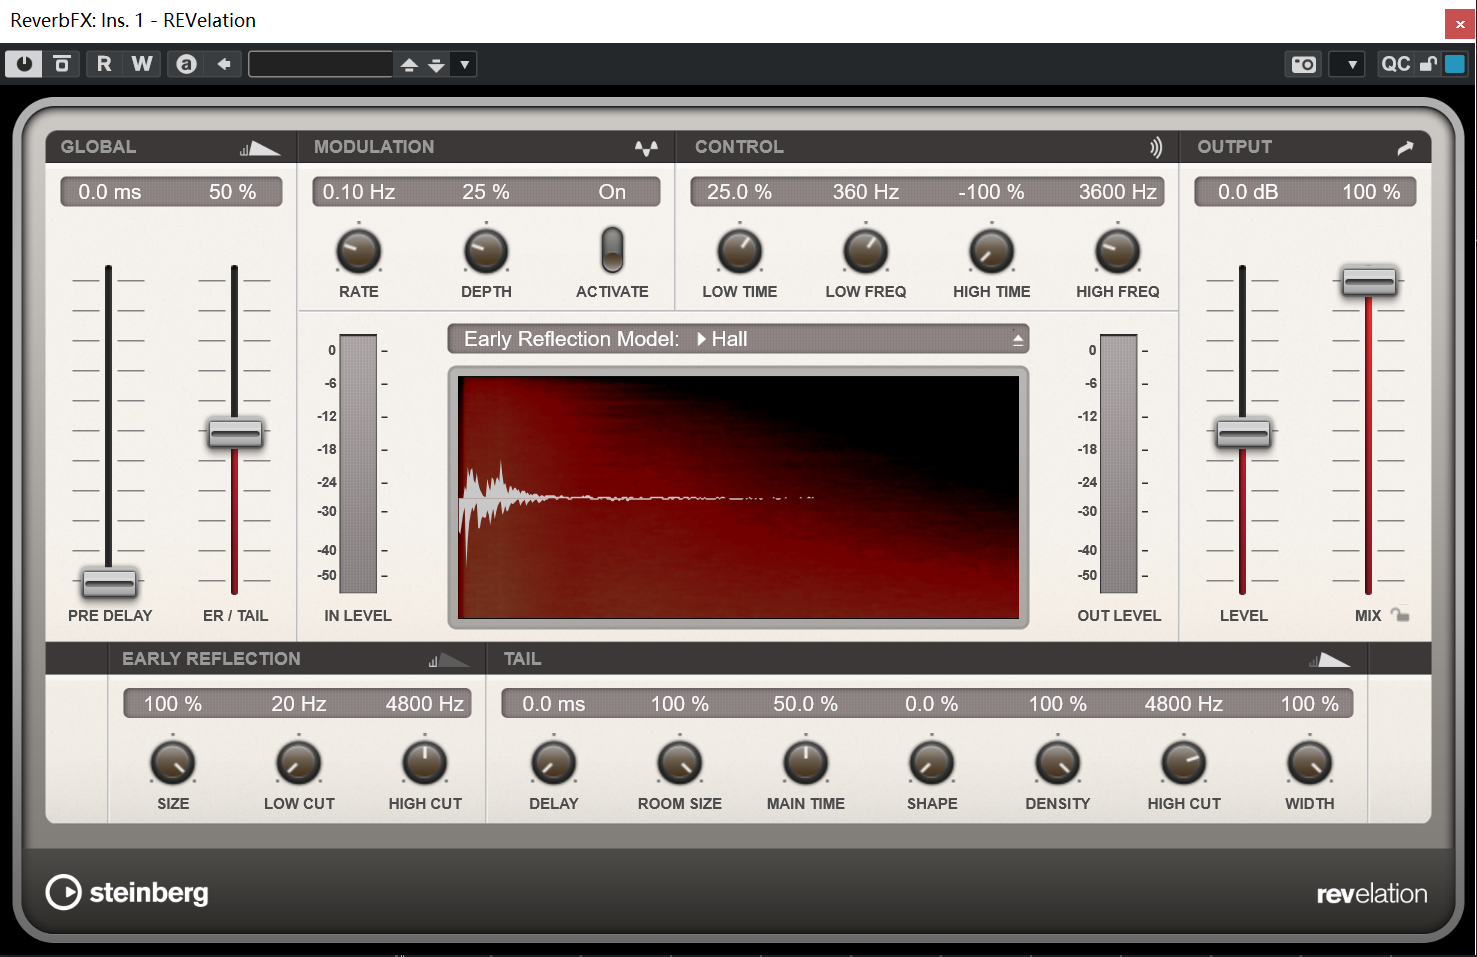 ReverbFX: Ins. 1 - REVelation
R W a QC
GLOBAL MODULATION CONTROL OUTPUT
0.0 ms 50 % 0.10 Hz 25 % On 25.0 % 360 Hz -100 % 3600 Hz 0.0 dB 100 %
RATE DEPTH ACTIVATE LOW TIME LOW FREQ HIGH TIME HIGH FREQ
Early Reflection Model: Hall
0 0
-6 -6
-12 -12
-18 -18
-24 -24
-30 -30
-40 -40
-50 -50
PRE DELAY ER / TAIL IN LEVEL OUT LEVEL LEVEL MIX
EARLY REFLECTION TAIL
100 % 20 Hz 4800 Hz 0.0 ms 100 % 50.0 % 0.0 % 100 % 4800 Hz 100 %
SIZE LOW CUT HIGH CUT DELAY ROOM SIZE MAIN TIME SHAPE DENSITY HIGH CUT WIDTH
steinberg revelation